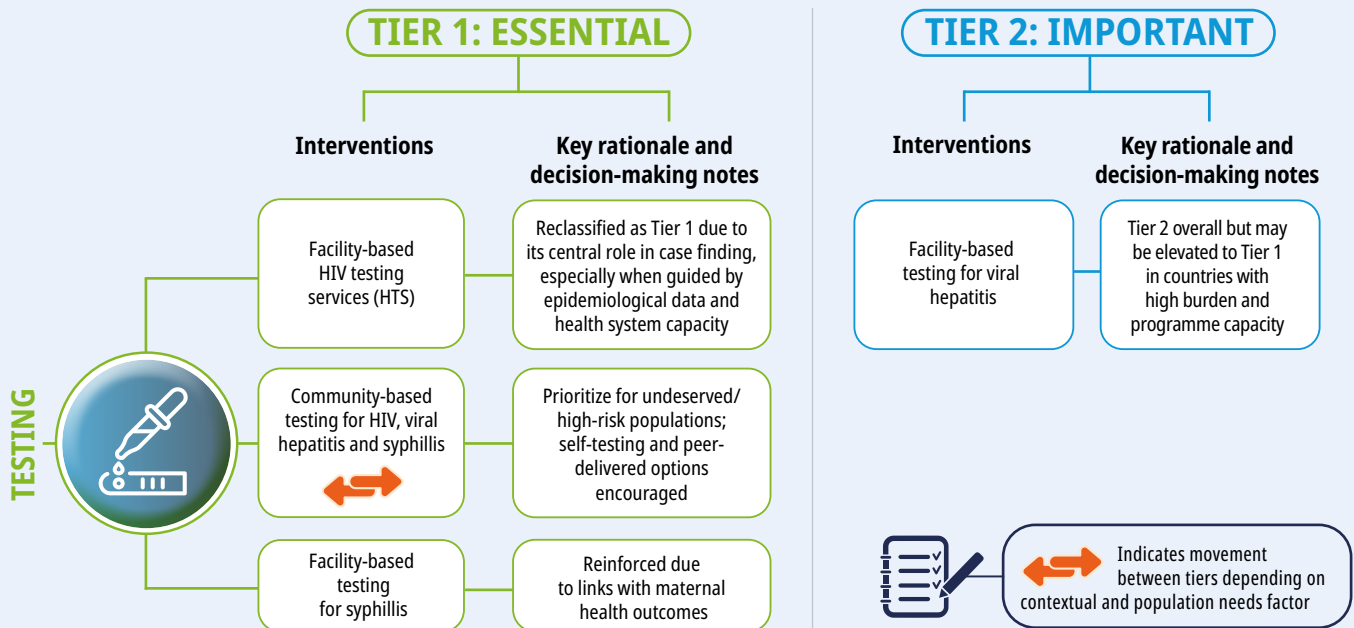 TIER 1: ESSENTIAL
Interventions
Key rationale and
decision-making notes
TESTING
Facility-based
HIV testing
services (HTS)
Reclassified as Tier 1 due to
its central role in case finding,
especially when guided by
epidemiological data and
health system capacity
Community-based
testing for HIV, viral
hepatitis and syphillis
Prioritize for undeserved/
high-risk populations;
self-testing and peer-
delivered options
encouraged
Facility-based
testing
for syphillis
Reinforced due
to links with maternal
health outcomes
TIER 2: IMPORTANT
Interventions
Key rationale and
decision-making notes
Facility-based
testing for viral
hepatitis
Tier 2 overall but may
be elevated to Tier 1
in countries with
high burden and
programme capacity
Indicates movement
between tiers depending on
contextual and population needs factor